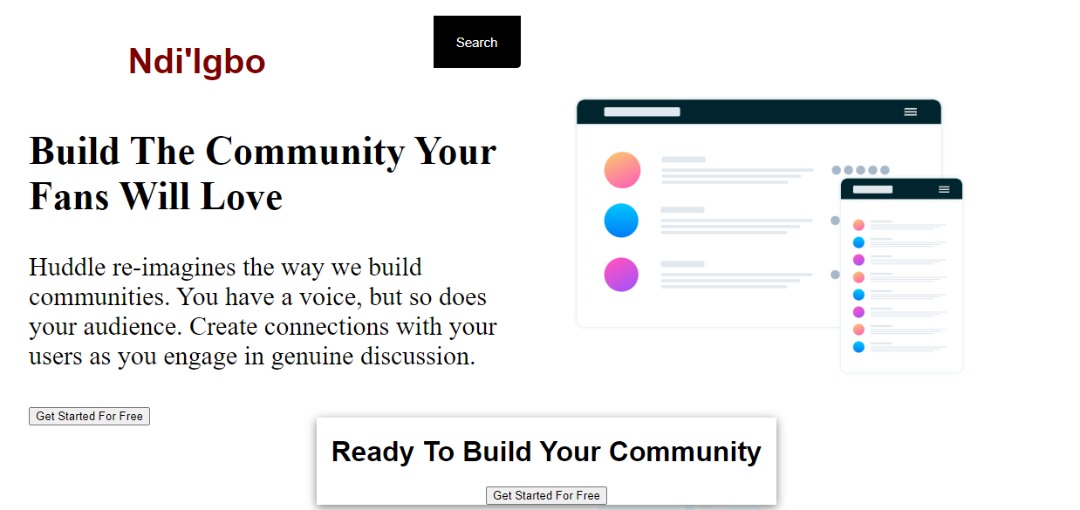 Ndi'Igbo
Search
Build The Community Your
Fans Will Love
Huddle re-imagines the way we build
communities. You have a voice, but so does
your audience. Create connections with your
users as you engage in genuine discussion.
Get Started For Free
Ready To Build Your Community
Get Started For Free